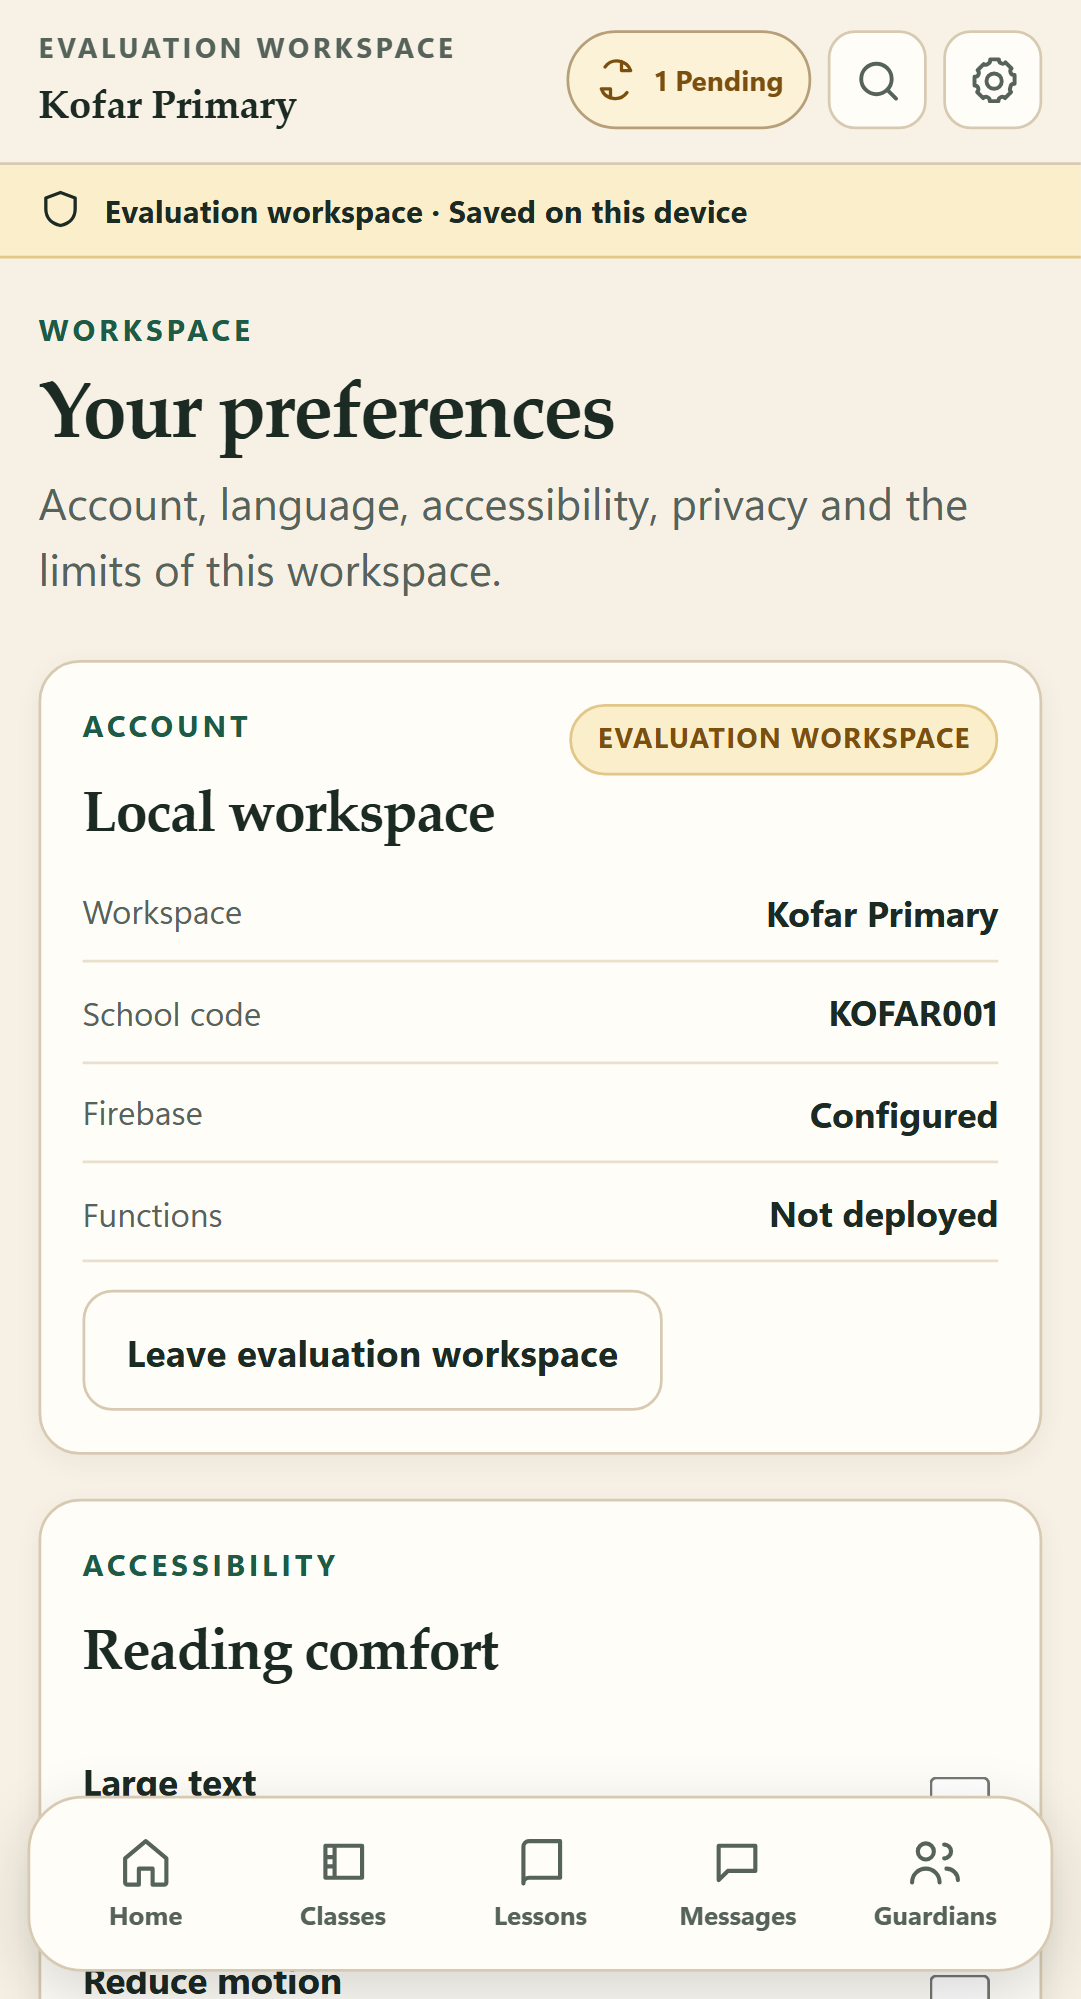 EVALUATION WORKSPACE
Kofar Primary
1 Pending
Evaluation workspace · Saved on this device
WORKSPACE
Your preferences
Account, language, accessibility, privacy and the
limits of this workspace.
ACCOUNT
EVALUATION WORKSPACE
Local workspace
Workspace
Kofar Primary
School code
KOFAR001
Firebase
Configured
Functions
Not deployed
Leave evaluation workspace
ACCESSIBILITY
Reading comfort
Large text
Home
Classes
Lessons
Messages
Guardians
Reduce motion